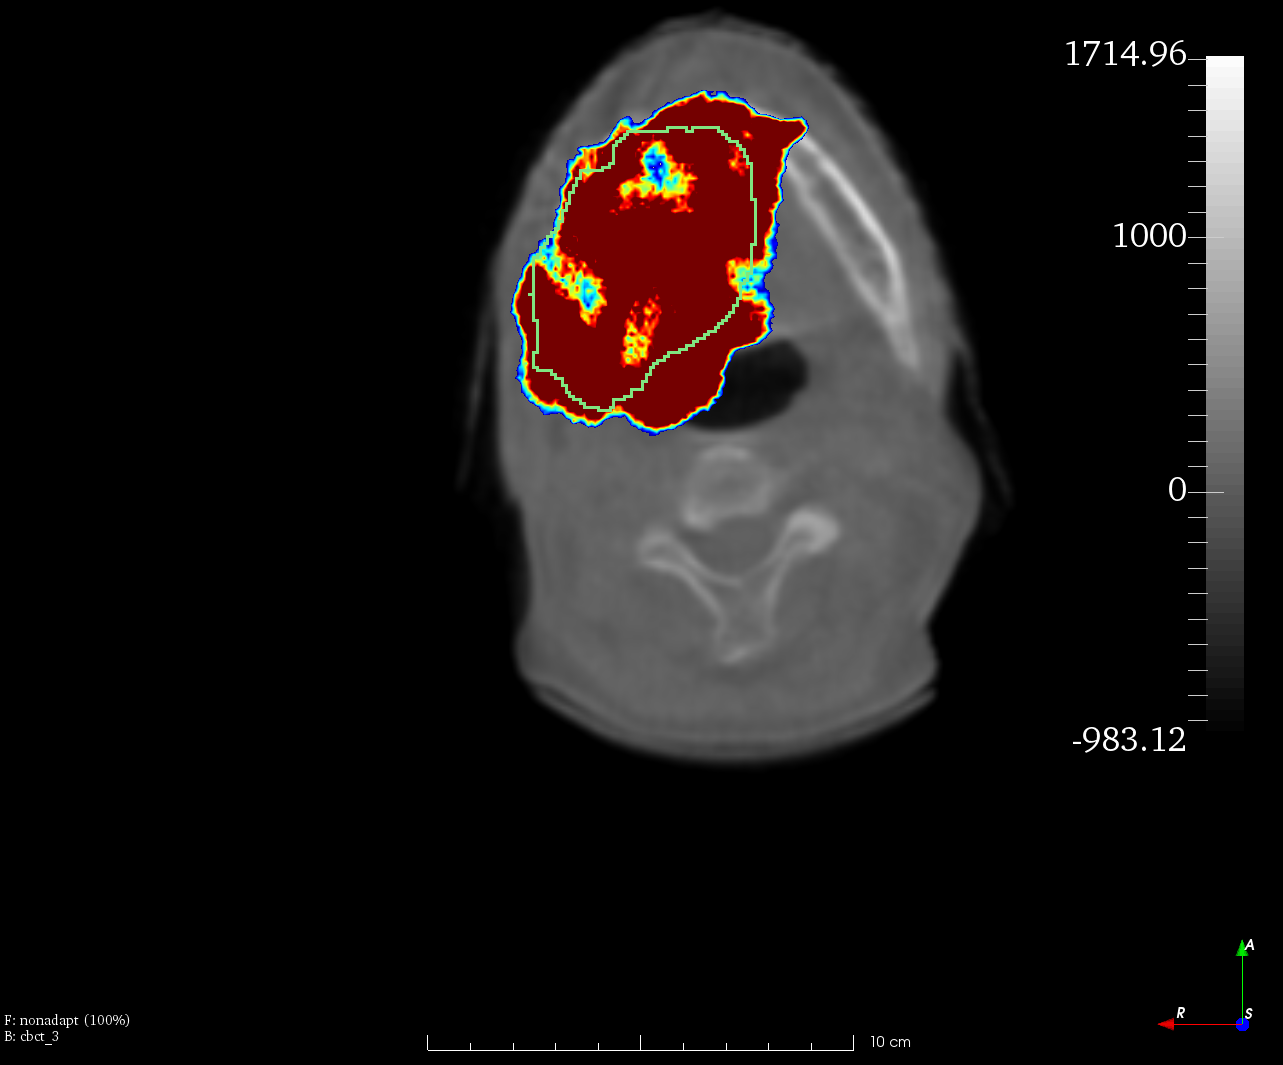 1714.96
1000
0
-983.12
A
R
S
F: nonadapt (100%)
B: cbct_3
10 cm